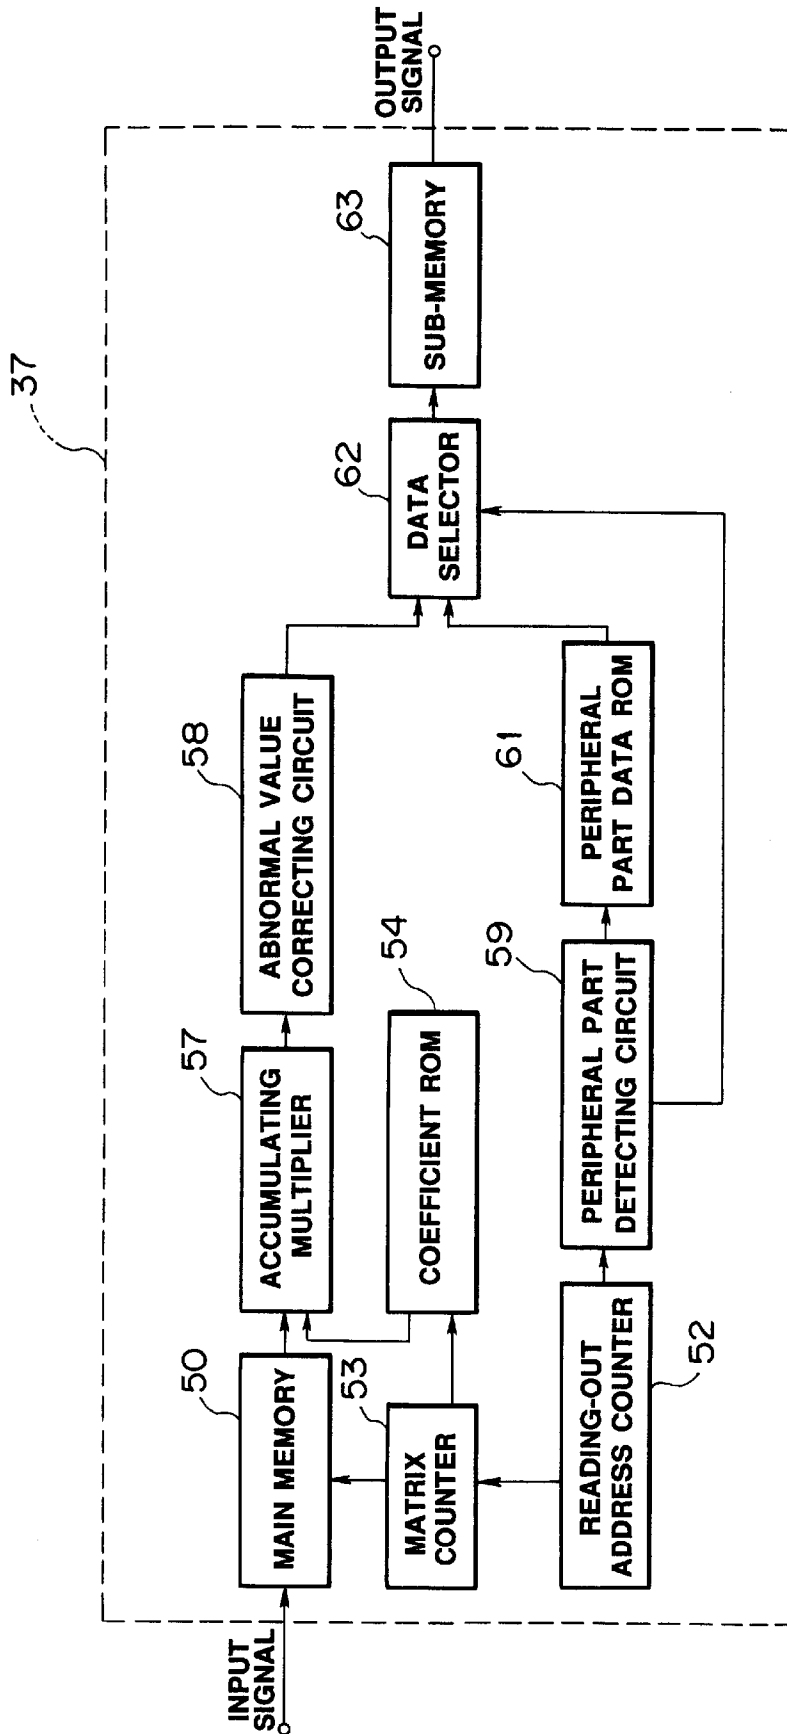 37
INPUT
SIGNAL
50
MAIN MEMORY
57
ACCUMULATING
MULTIPLIER
58
ABNORMAL VALUE
CORRECTING CIRCUIT
53
MATRIX
COUNTER
54
COEFFICIENT ROM
62
DATA
SELECTOR
63
SUB-MEMORY
OUTPUT
SIGNAL
52
READING-OUT
ADDRESS COUNTER
59
PERIPHERAL PART
DETECTING CIRCUIT
61
PERIPHERAL
PART DATA ROM